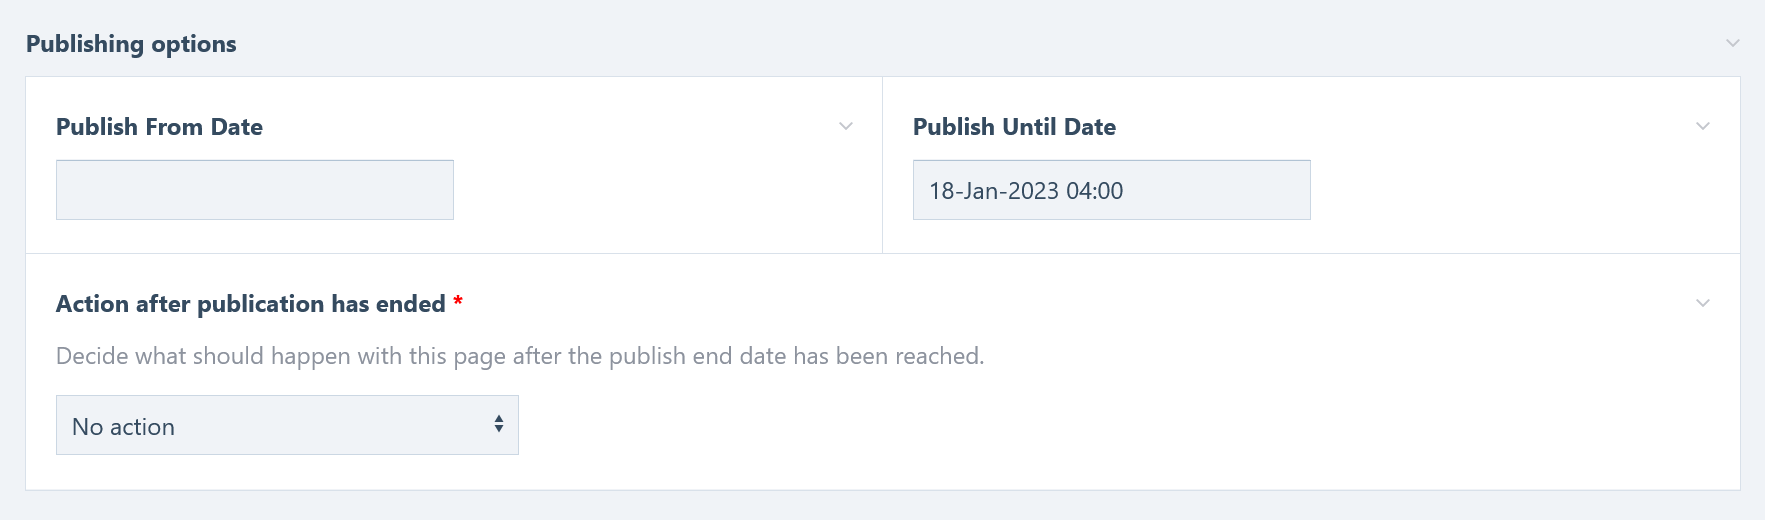 Publishing options
Publish From Date
Publish Until Date
18-Jan-2023 04:00
Action after publication has ended *
Decide what should happen with this page after the publish end date has been reached.
No action